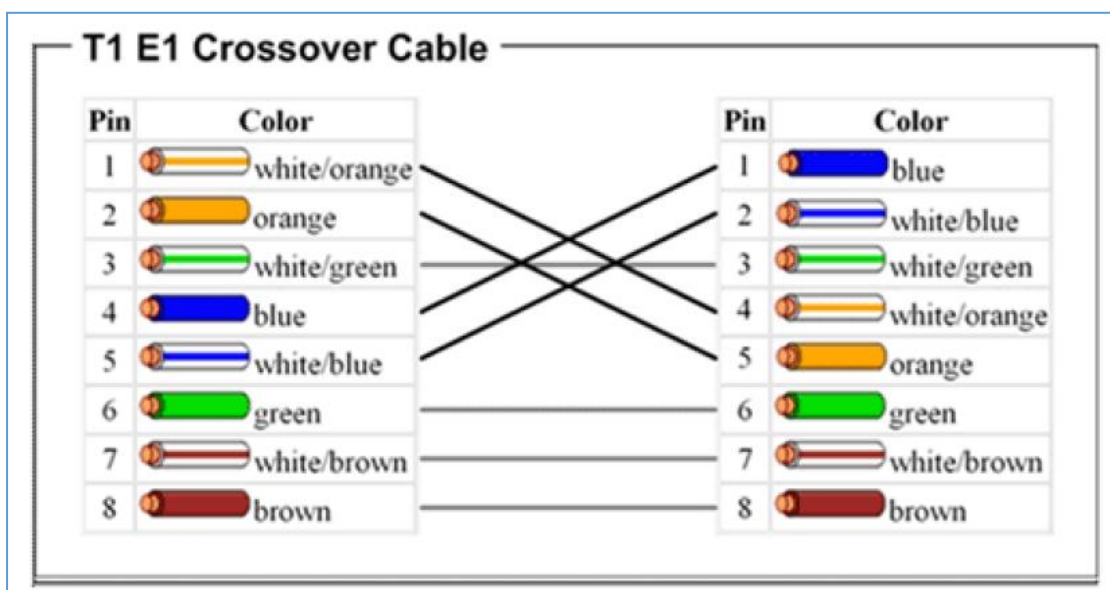 T1 E1 Crossover Cable
Pin Color Pin Color
1 white/orange 1 blue
2 orange 2 white/blue
3 white/green 3 white/green
4 blue 4 white/orange
5 white/blue 5 orange
6 green 6 green
7 white/brown 7 white/brown
8 brown 8 brown